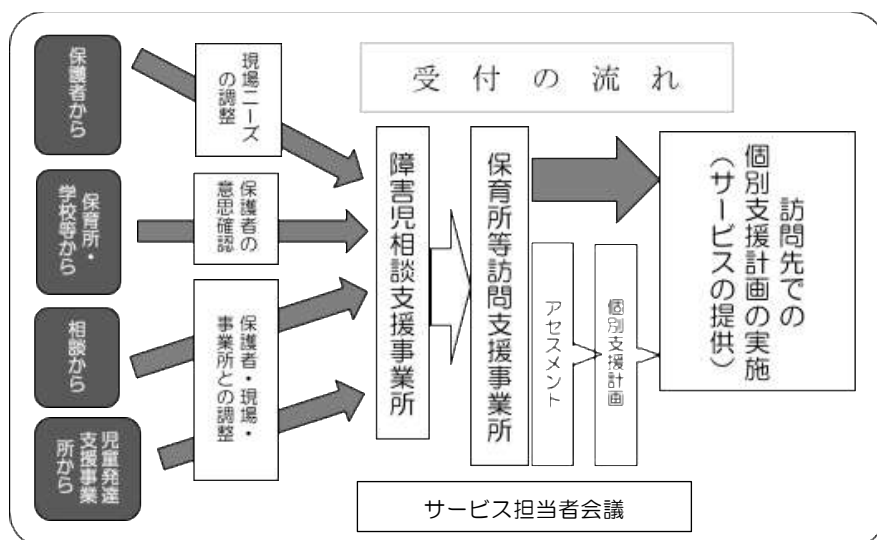 受付の流れ
保護者から
保育所・
学校等から
相談から
児童発達
支援事業
所から
現場ニーズ
の調整
保護者の
意思確認
保護者・現場・
事業所との調整
障害児相談支援事業所
保育所等訪問支援事業所
アセスメント
個別支援計画
訪問先での
個別支援計画の実施
（サービスの提供）
サービス担当者会議